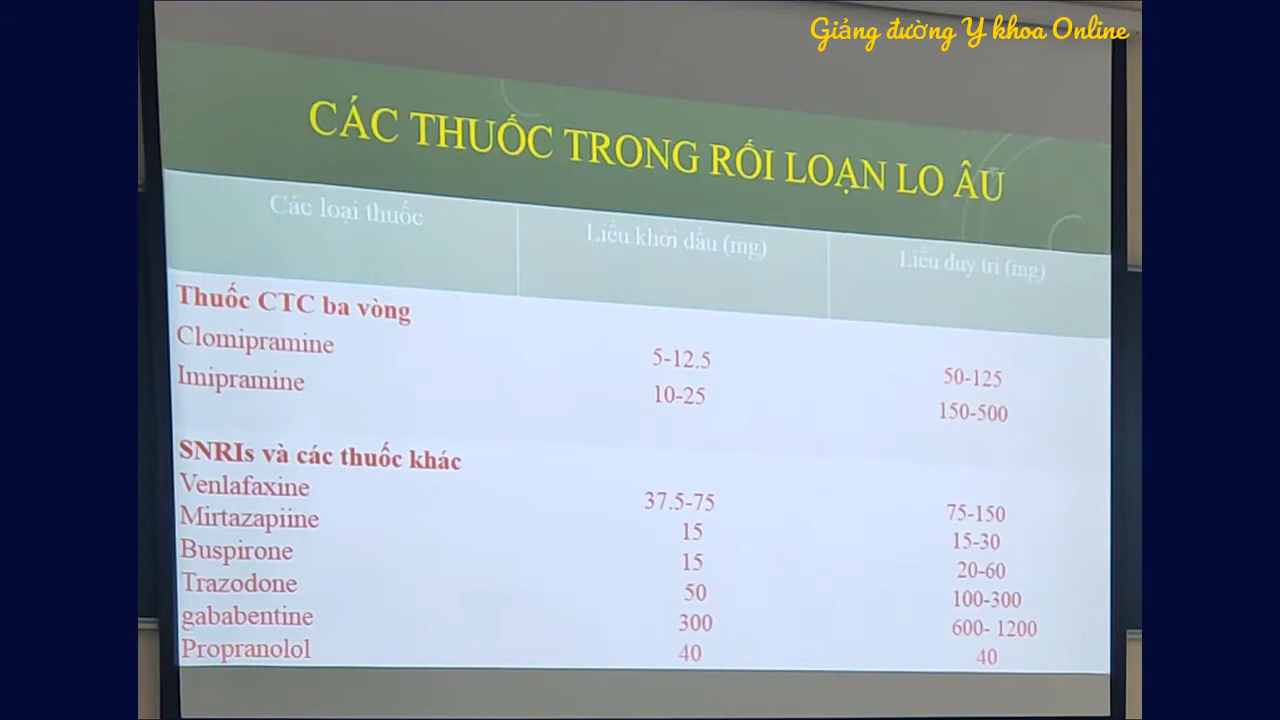 Giảng đường Y khoa Online
CÁC THUỐC TRONG RỐI LOẠN LO ÂU
Các loại thuốc Liều khởi đầu (mg) Liều duy trì (mg)
Thuốc CTC ba vòng
Clomipramine 5-12.5 50-125
Imipramine 10-25 150-500
SNRIs và các thuốc khác
Venlafaxine 37.5-75 75-150
Mirtazapiine 15 15-30
Buspirone 15 20-60
Trazodone 50 100-300
gababentine 300 600- 1200
Propranolol 40 40